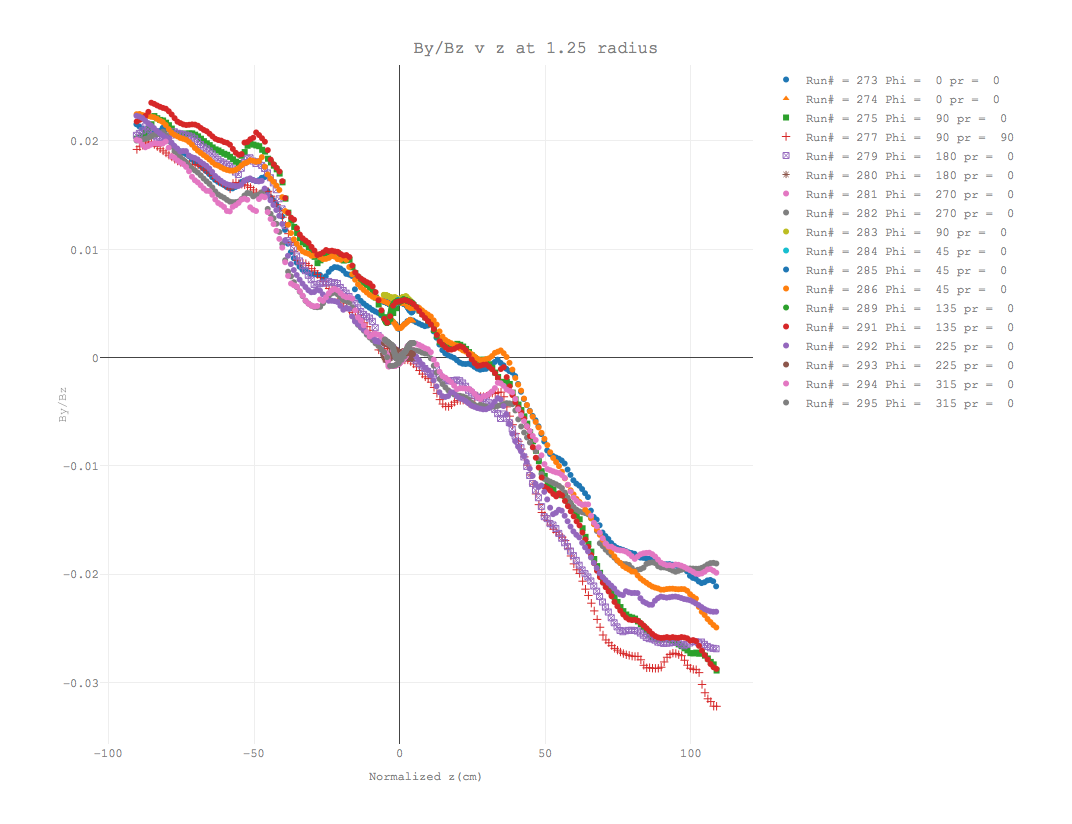 By/Bz v z at 1.25 radius
Run# = 273 Phi = 0 pr = 0
Run# = 274 Phi = 0 pr = 0
Run# = 275 Phi = 90 pr = 0
Run# = 277 Phi = 90 pr = 90
Run# = 279 Phi = 180 pr = 0
Run# = 280 Phi = 180 pr = 0
Run# = 281 Phi = 270 pr = 0
Run# = 282 Phi = 270 pr = 0
Run# = 283 Phi = 90 pr = 0
Run# = 284 Phi = 45 pr = 0
Run# = 285 Phi = 45 pr = 0
Run# = 286 Phi = 45 pr = 0
Run# = 289 Phi = 135 pr = 0
Run# = 291 Phi = 135 pr = 0
Run# = 292 Phi = 225 pr = 0
Run# = 293 Phi = 225 pr = 0
Run# = 294 Phi = 315 pr = 0
Run# = 295 Phi = 315 pr = 0
0.02
0.01
0
−0.01
−0.02
−0.03
By/Bz
−100 −50 0 50 100
Normalized z(cm)